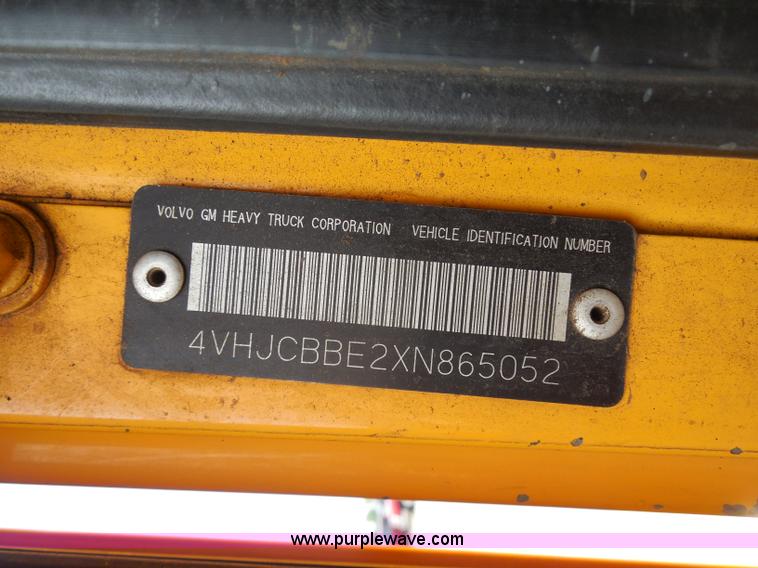 VOLVO GM HEAVY TRUCK CORPORATION VEHICLE IDENTIFICATION NUMBER
4VHJCBBE2XN865052
www.purplewave.com